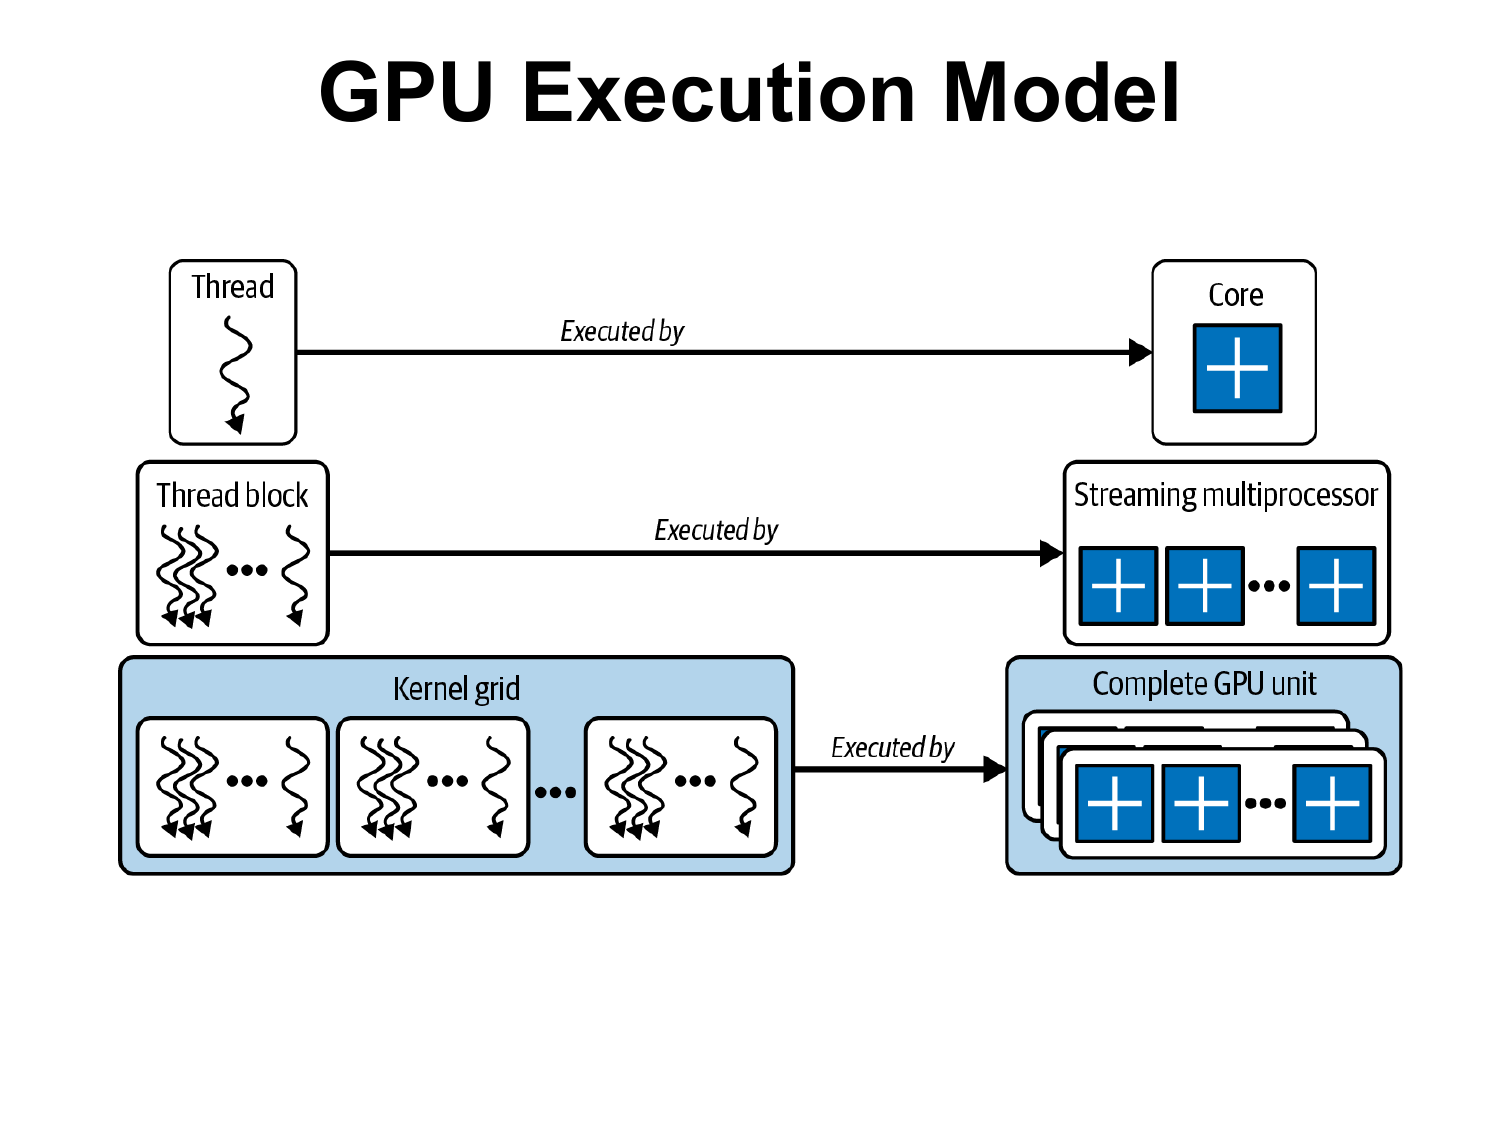 GPU Execution Model
Thread
Executed by
Core
Thread block
Executed by
Streaming multiprocessor
Kernel grid
Executed by
Complete GPU unit